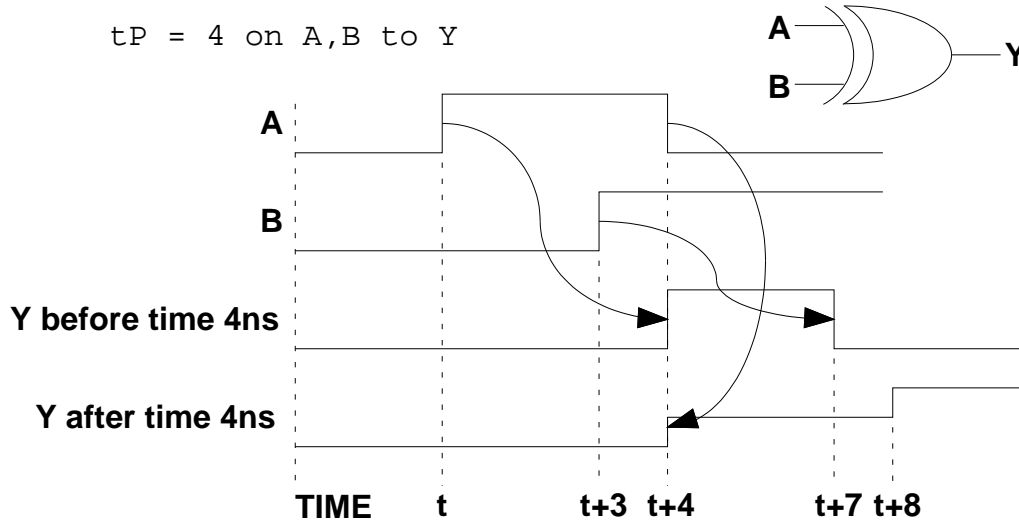 tP = 4 on A,B to Y
A
Y
B
A
B
Y before time 4ns
Y after time 4ns
TIME t t+3 t+4 t+7 t+8